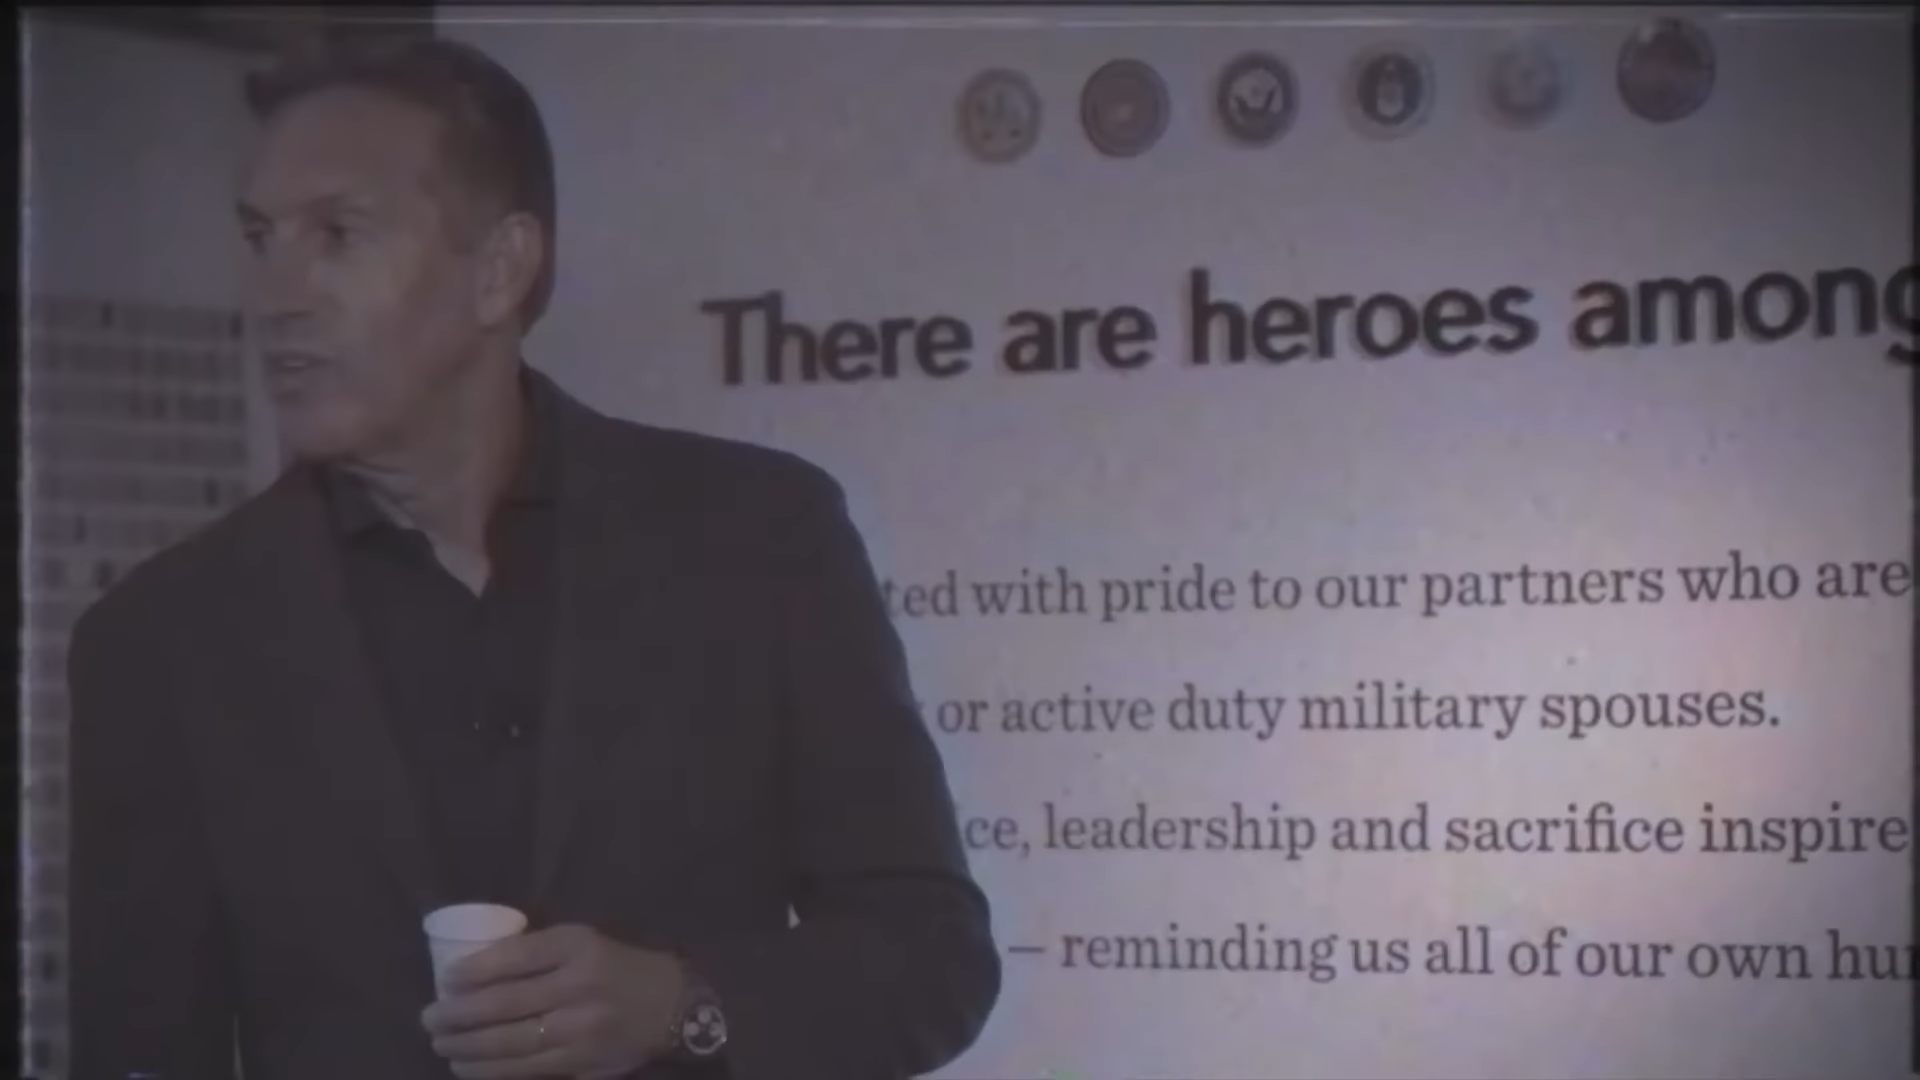 There are heroes among
ted with pride to our partners who are
or active duty military spouses.
ce, leadership and sacrifice inspire
– reminding us all of our own hu